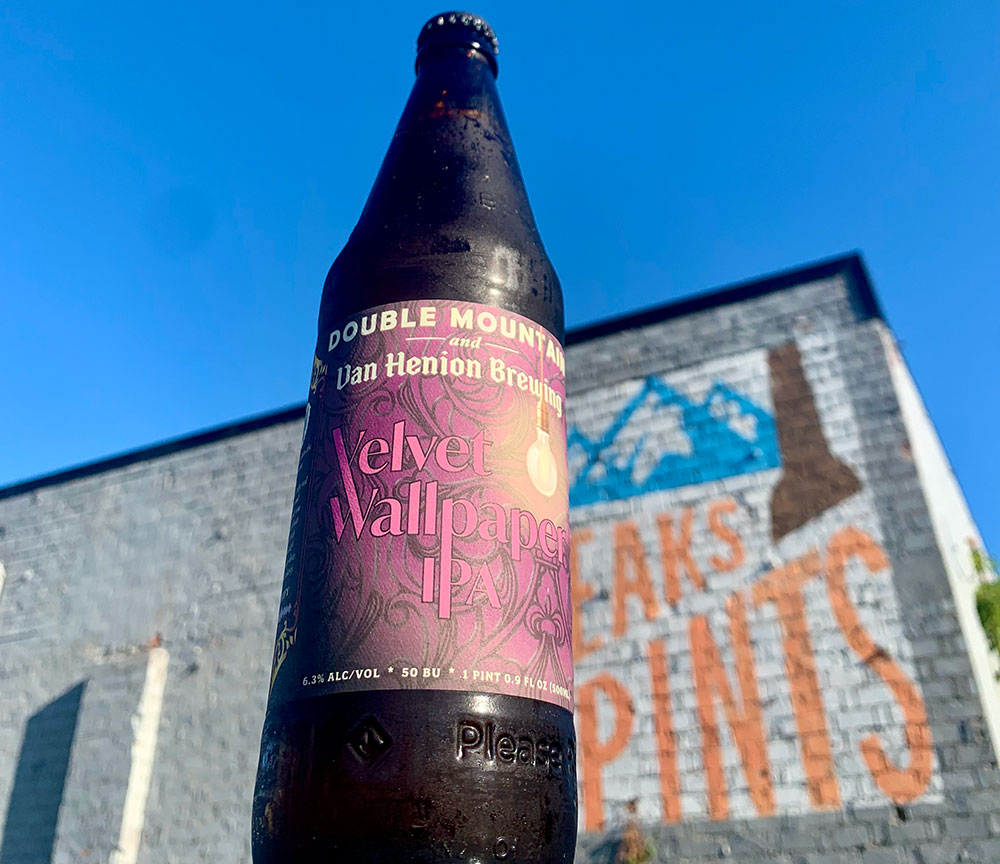 DOUBLE MOUNTAIN
and
Van Henion Brewing
Velvet
Wallpaper
IPA
6.3% ALC/VOL * 50 BU * 1 PINT 0.9 FL OZ (500ML
Please
EAKS
PINTS